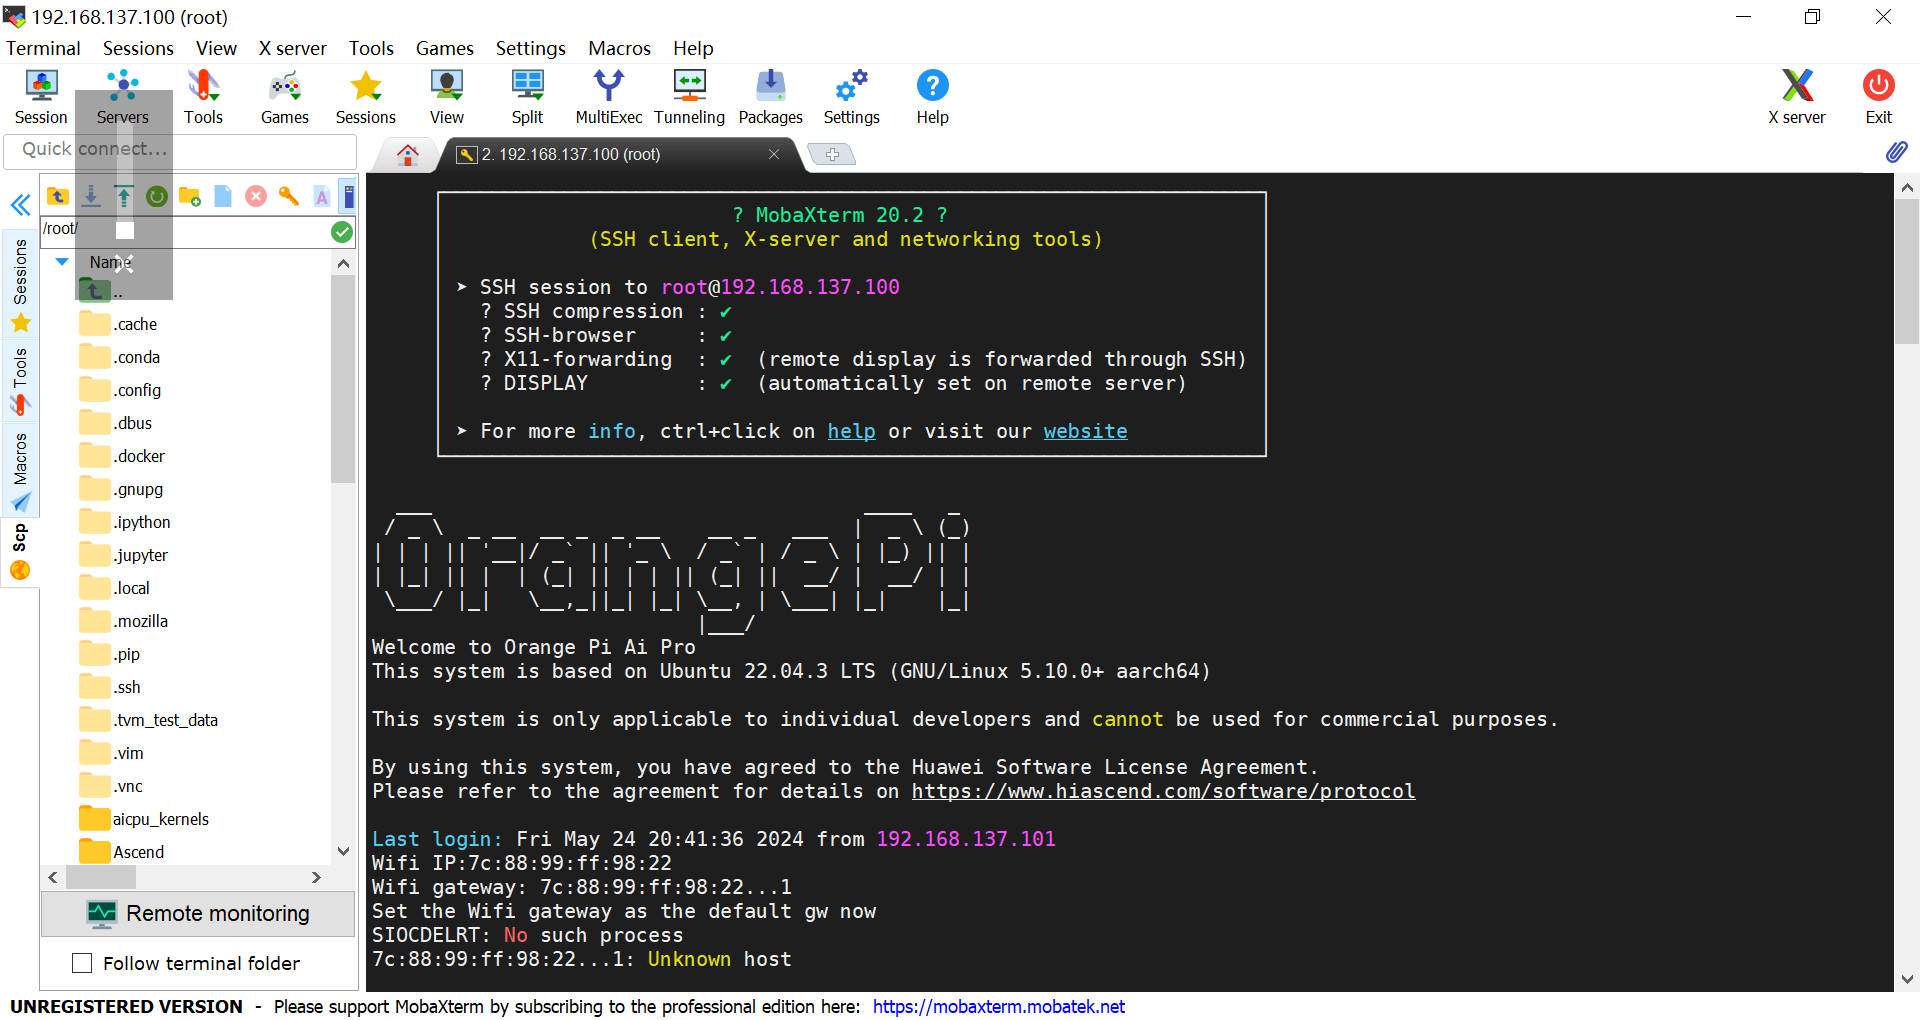 192.168.137.100 (root)
Terminal Sessions View X server Tools Games Settings Macros Help
Session Servers Tools Games Sessions View Split MultiExec Tunneling Packages Settings Help X server Exit
Quick connect...
2. 192.168.137.100 (root)
/root/
Name
..
.cache
.conda
.config
.dbus
.docker
.gnupg
.ipython
.jupyter
.local
.mozilla
.pip
.ssh
.tvm_test_data
.vim
.vnc
aicpu_kernels
Ascend
Sessions
Tools
Macros
Scp
Remote monitoring
Follow terminal folder
? MobaXterm 20.2 ?
(SSH client, X-server and networking tools)
➤ SSH session to root@192.168.137.100
? SSH compression : ✔
? SSH-browser : ✔
? X11-forwarding : ✔ (remote display is forwarded through SSH)
? DISPLAY : ✔ (automatically set on remote server)
➤ For more info, ctrl+click on help or visit our website
OrangePi
Welcome to Orange Pi Ai Pro
This system is based on Ubuntu 22.04.3 LTS (GNU/Linux 5.10.0+ aarch64)
This system is only applicable to individual developers and cannot be used for commercial purposes.
By using this system, you have agreed to the Huawei Software License Agreement.
Please refer to the agreement for details on https://www.hiascend.com/software/protocol
Last login: Fri May 24 20:41:36 2024 from 192.168.137.101
Wifi IP:7c:88:99:ff:98:22
Wifi gateway: 7c:88:99:ff:98:22...1
Set the Wifi gateway as the default gw now
SIOCDELRT: No such process
7c:88:99:ff:98:22...1: Unknown host
UNREGISTERED VERSION - Please support MobaXterm by subscribing to the professional edition here: https://mobaxterm.mobatek.net